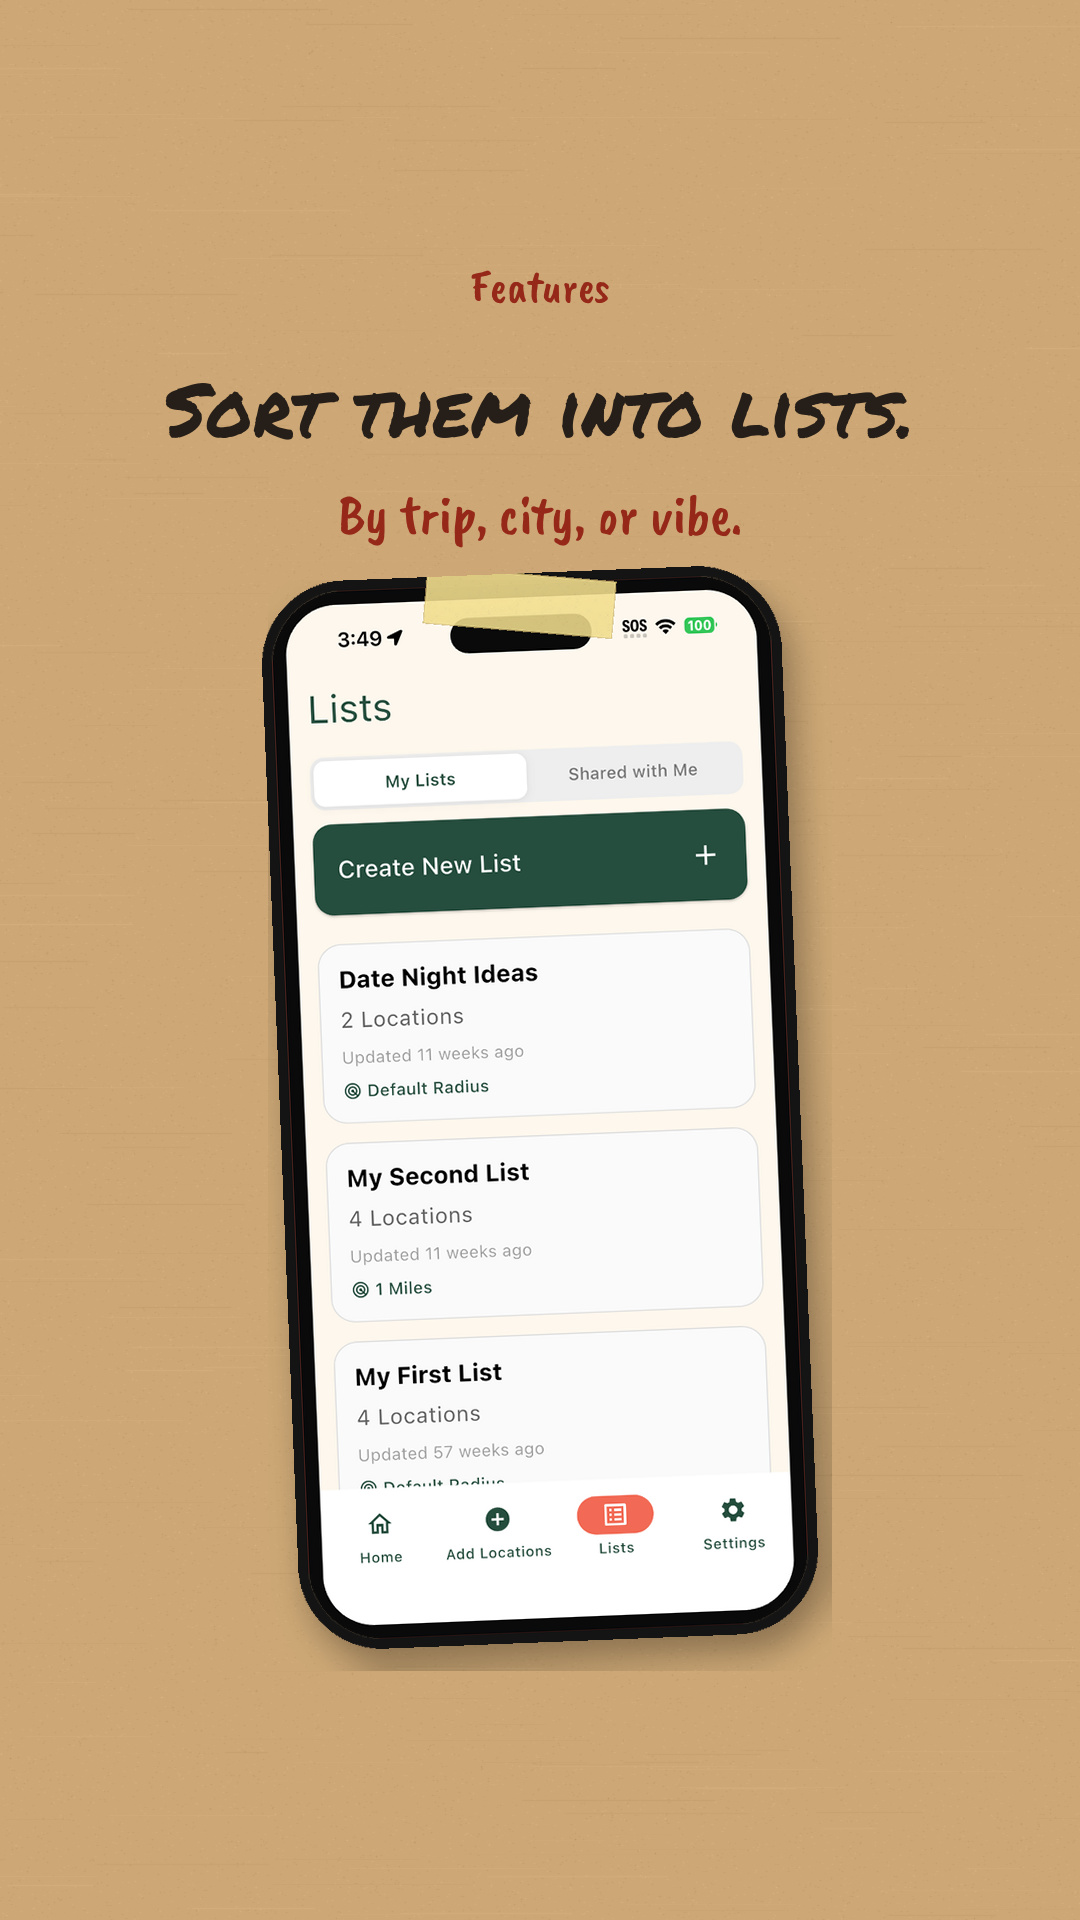 Features
SORT THEM INTO LISTS.
By trip, city, or vibe.
3:49 SOS 100
Lists
My Lists Shared with Me
Create New List +
Date Night Ideas
2 Locations
Updated 11 weeks ago
Default Radius
My Second List
4 Locations
Updated 11 weeks ago
1 Miles
My First List
4 Locations
Updated 57 weeks ago
Default Radius
Home Add Locations Lists Settings